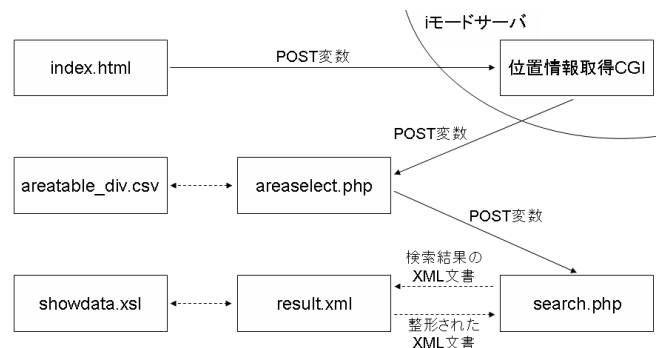 iモードサーバ
index.html
POST変数
位置情報取得CGI
POST変数
areatable_div.csv
areaselect.php
POST変数
検索結果の
XML文書
showdata.xsl
result.xml
search.php
整形された
XML文書